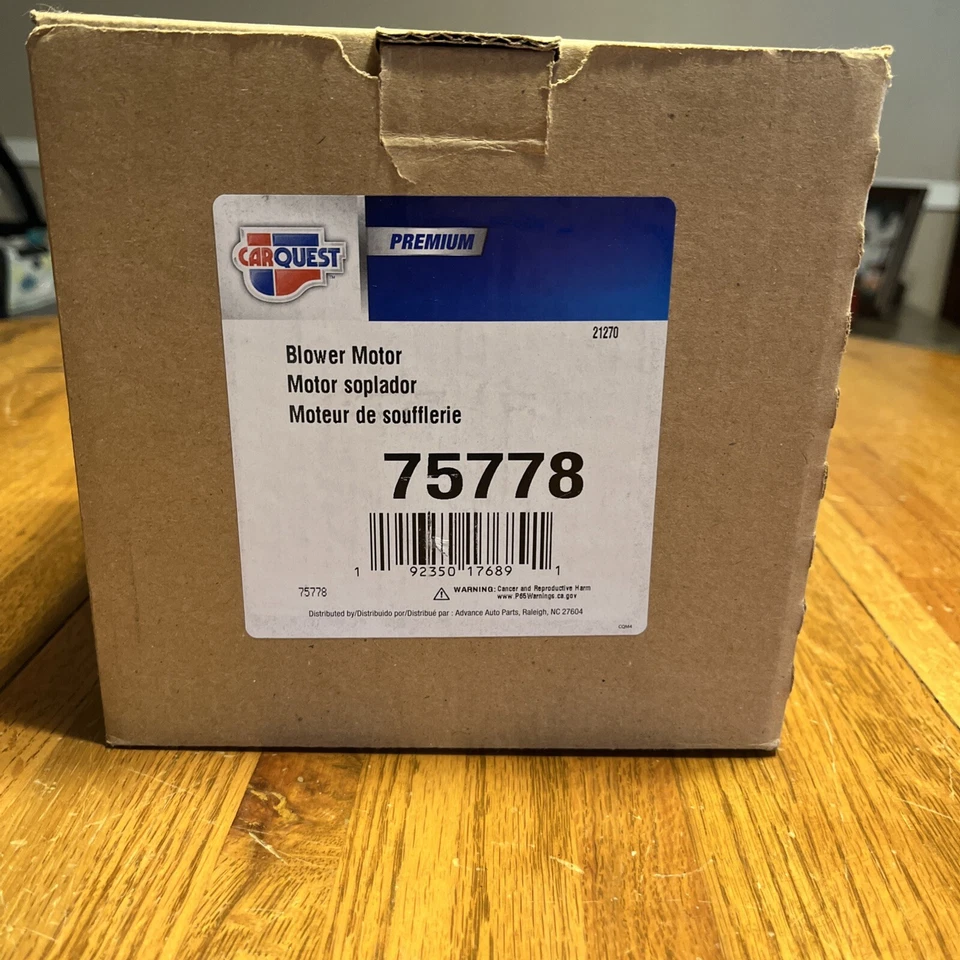 CARQUEST
TM
PREMIUM
21270
Blower Motor
Motor soplador
Moteur de soufflerie
75778
1 92350 17689 1
75778
WARNING: Cancer and Reproductive Harm
www.P65Warnings.ca.gov
Distributed by/Distribuido por/Distribué par : Advance Auto Parts, Raleigh, NC 27604